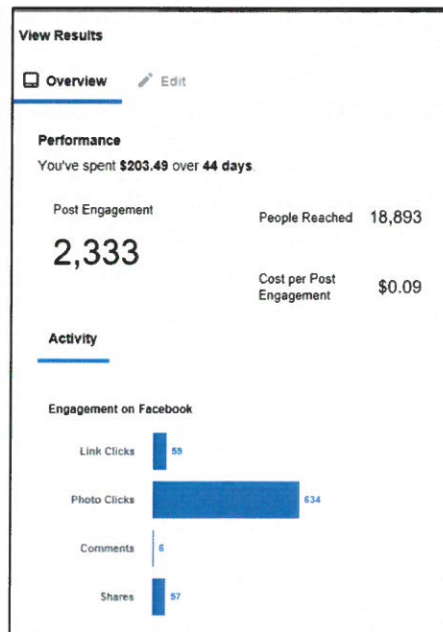 View Results
Overview Edit
Performance
You've spent $203.49 over 44 days.
Post Engagement
2,333
People Reached 18,893
Cost per Post
Engagement
$0.09
Activity
Engagement on Facebook
Link Clicks 59
Photo Clicks 634
Comments 6
Shares 57